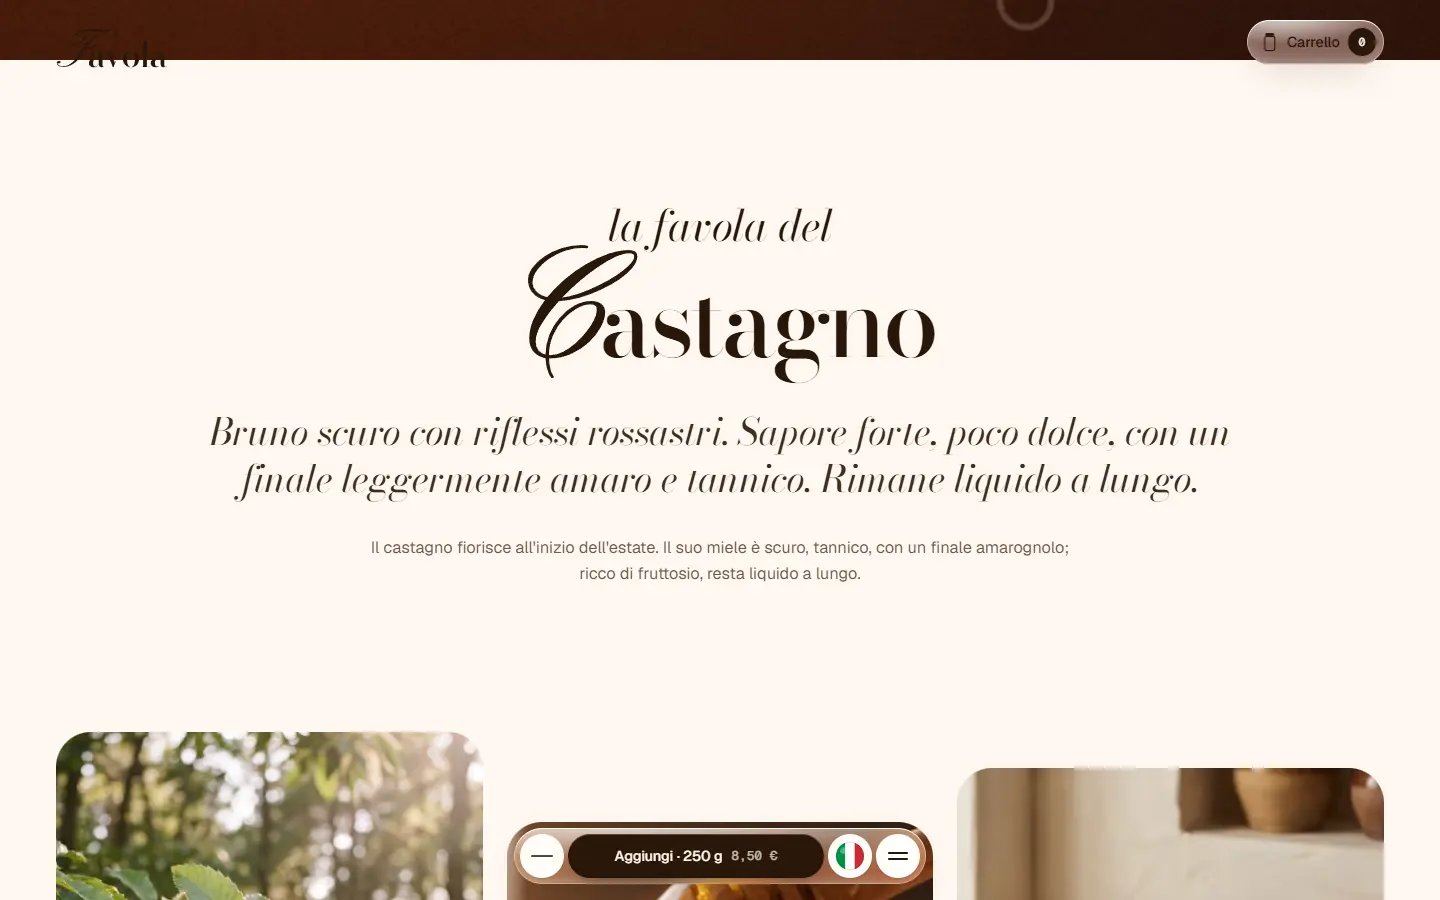 Favola
Carrello 0
la favola del
Castagno
Bruno scuro con riflessi rossastri. Sapore forte, poco dolce, con un
finale leggermente amaro e tannico. Rimane liquido a lungo.
Il castagno fiorisce all'inizio dell'estate. Il suo miele è scuro, tannico, con un finale amarognolo;
ricco di fruttosio, resta liquido a lungo.
Aggiungi · 250 g 8,50 €